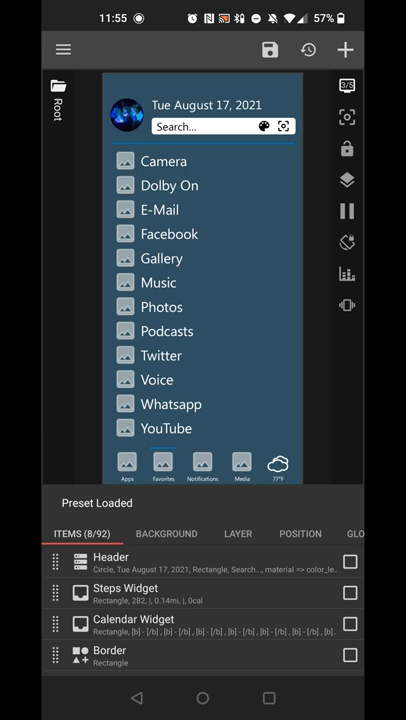 11:55
57%
3/5
Root
Tue August 17, 2021
Search...
Camera
Dolby On
E-Mail
Facebook
Gallery
Music
Photos
Podcasts
Twitter
Voice
Whatsapp
YouTube
Apps Favorites Notifications Media 77°F
Preset Loaded
ITEMS (8/92) BACKGROUND LAYER POSITION GLO
Header
Circle, Tue August 17, 2021, Rectangle, Search..., material => color_le..
Steps Widget
Rectangle, 282, |, 0.14mi, |, 0cal
Calendar Widget
Rectangle, [b] - [/b] , [b] - [/b] , [b] - [/b] , [b] - [/b] , [b] - [/b] , [b]..
Border
Rectangle